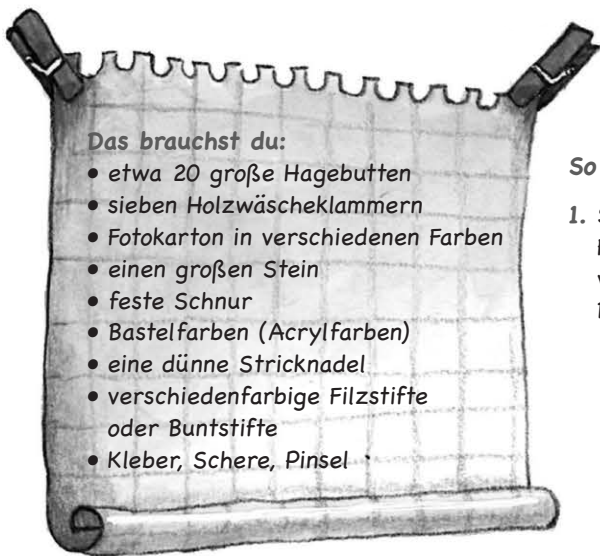 Das brauchst du:
• etwa 20 große Hagebutten
• sieben Holzwäscheklammern
• Fotokarton in verschiedenen Farben
• einen großen Stein
• feste Schnur
• Bastelfarben (Acrylfarben)
• eine dünne Stricknadel
• verschiedenfarbige Filzstifte
oder Buntstifte
• Kleber, Schere, Pinsel
So
1.